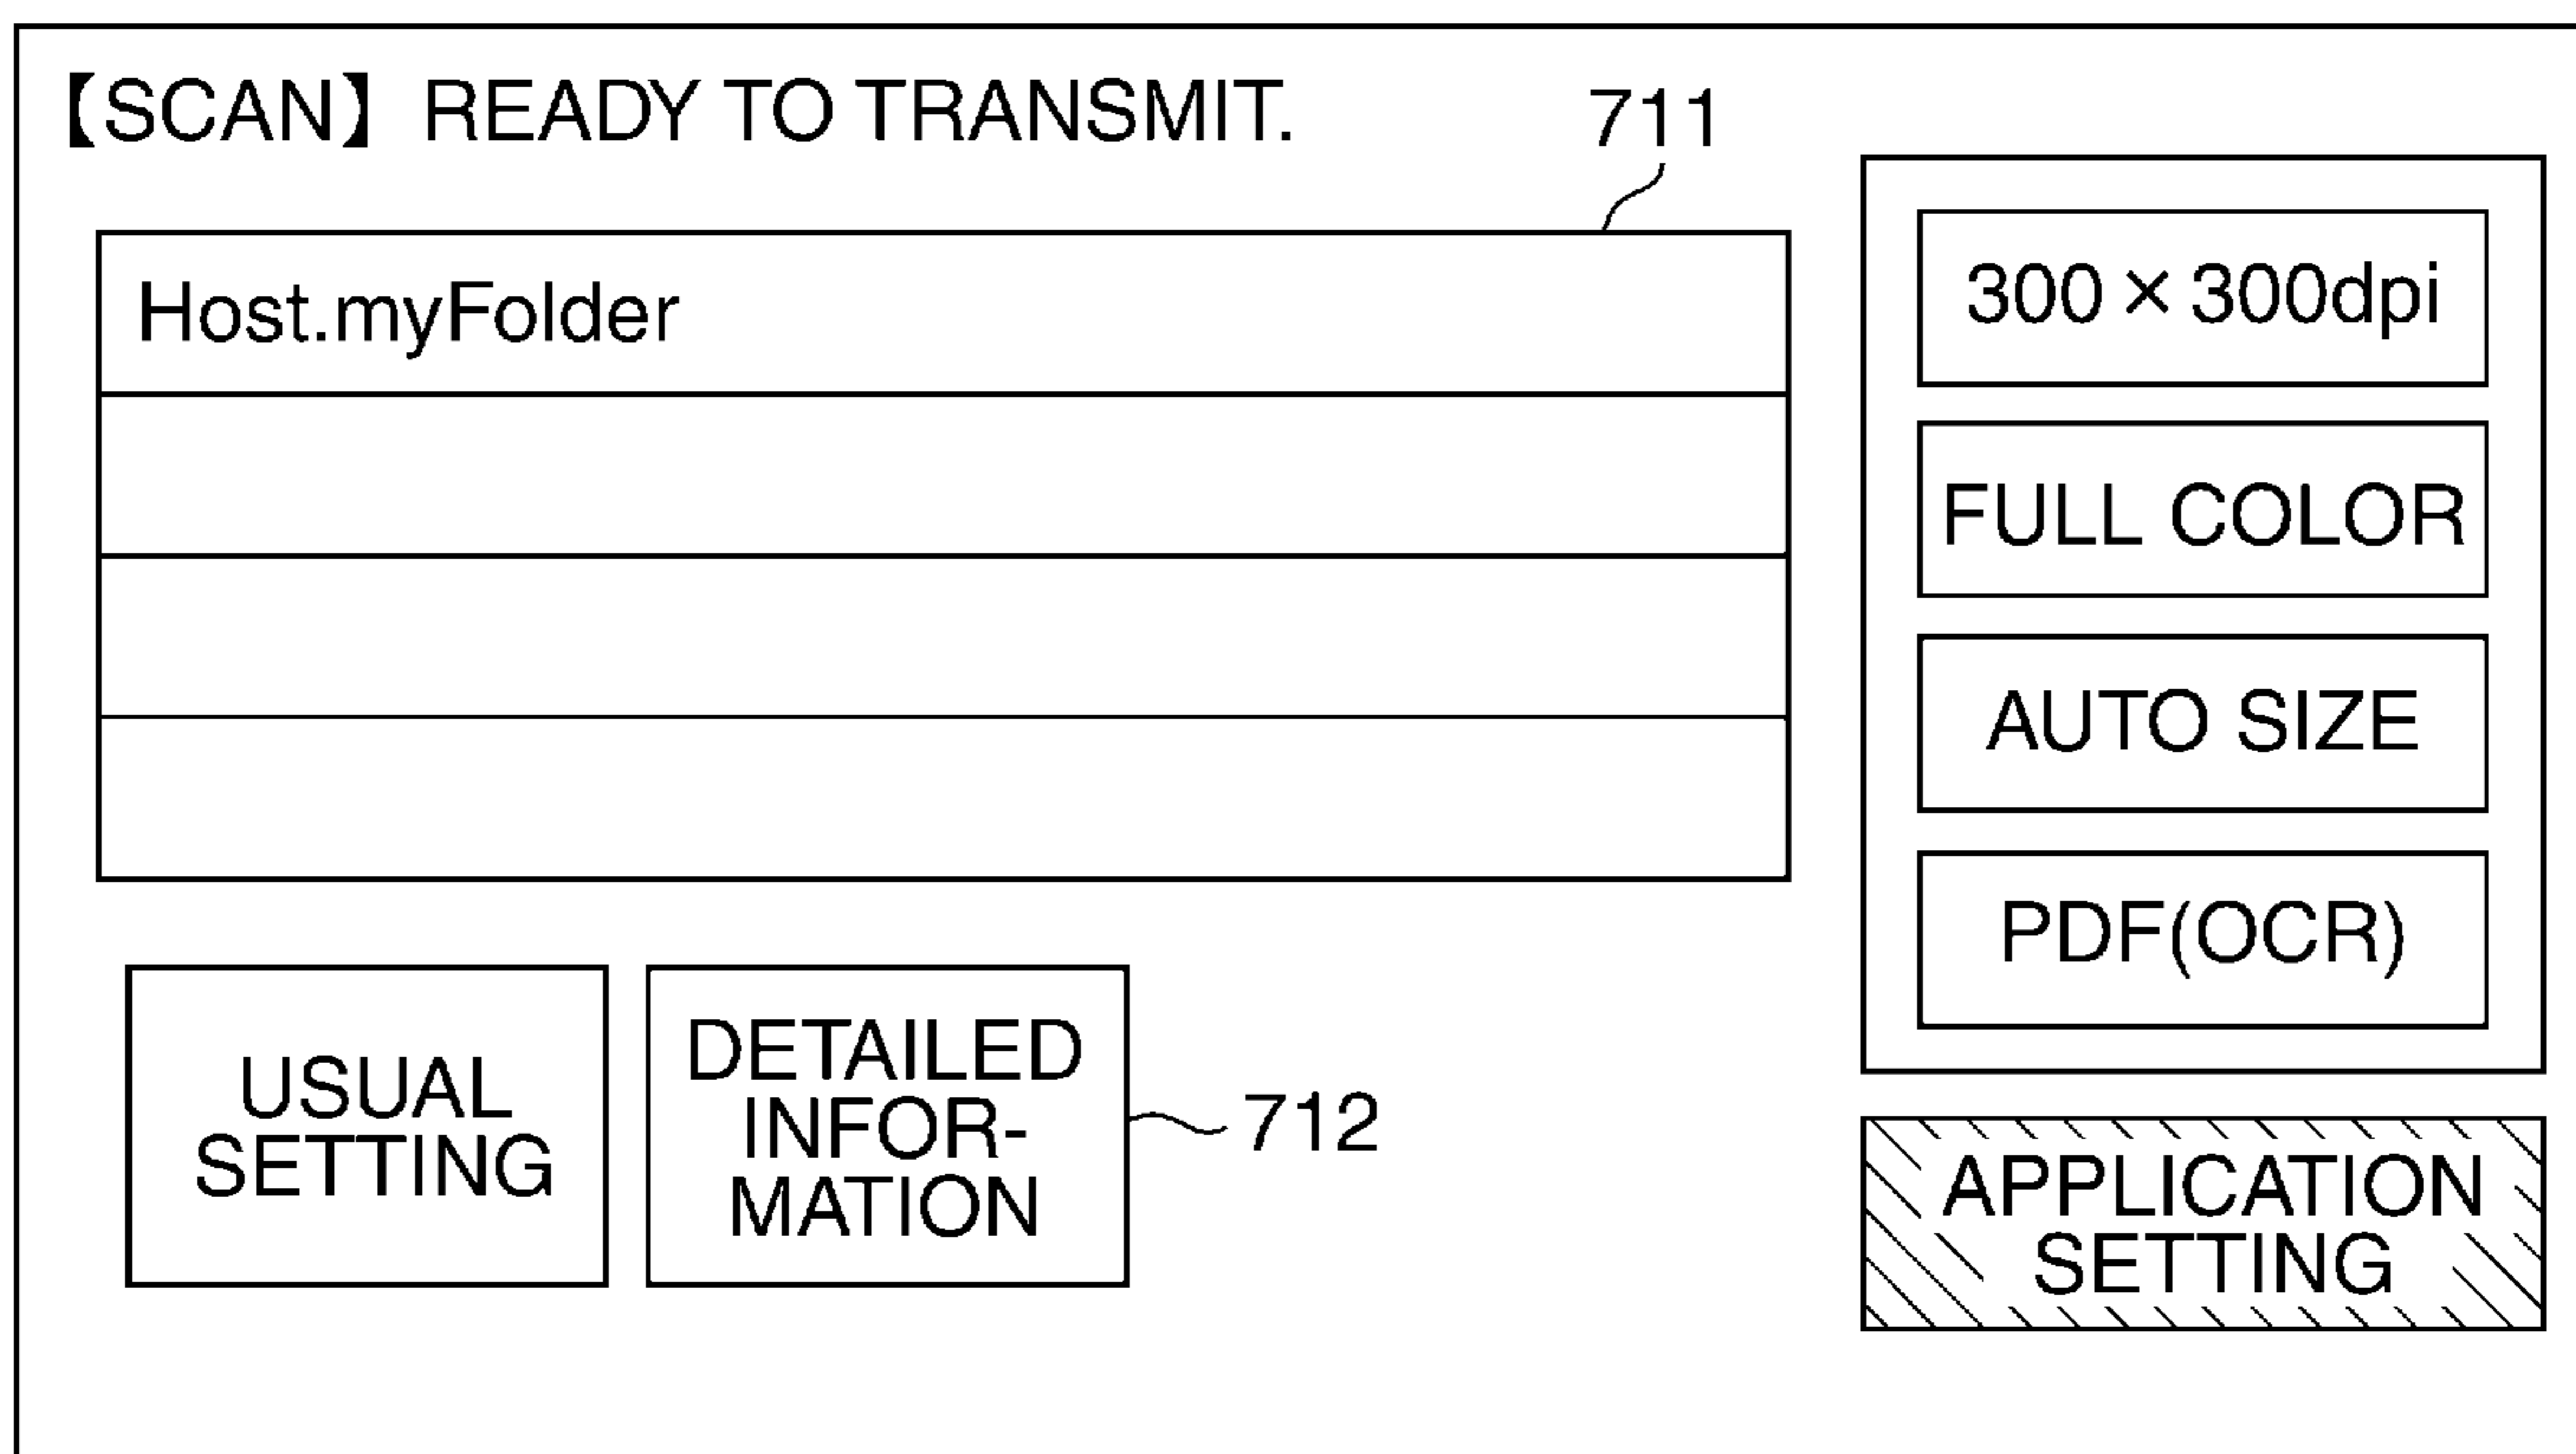 【SCAN】 READY TO TRANSMIT.
711
Host.myFolder
300×300dpi
FULL COLOR
AUTO SIZE
PDF(OCR)
USUAL
SETTING
DETAILED
INFOR-
MATION
712
APPLICATION
SETTING